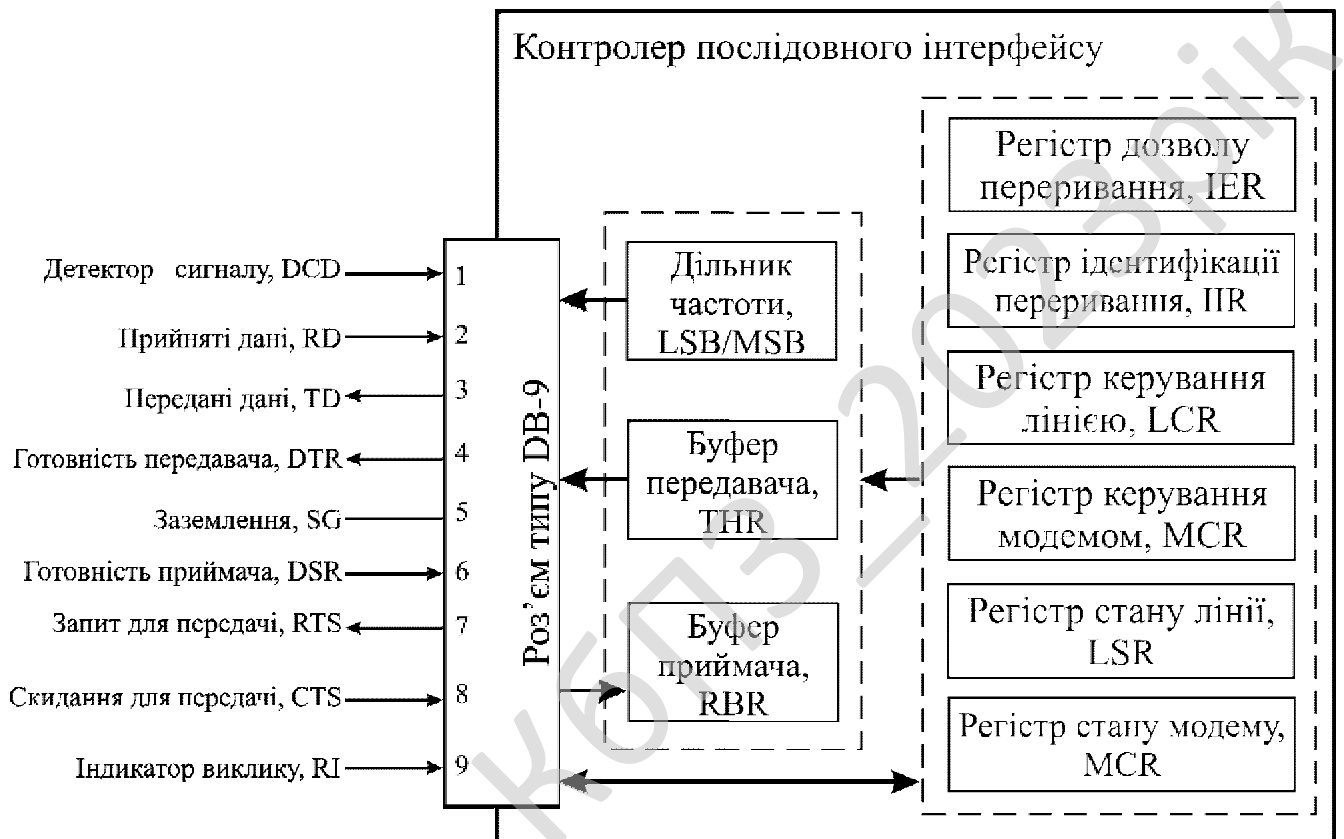 Контролер послідовного інтерфейсу
Детектор сигналу, DCD
Прийняті дані, RD
Передані дані, TD
Готовність передавача, DTR
Заземлення, SG
Готовність приймача, DSR
Запит для передачі, RTS
Скидання для передачі, CTS
Індикатор виклику, RI
1
2
3
4
5
6
7
8
9
Роз’єм типу DB-9
Дільник
частоти,
LSB/MSB
Буфер
передавача,
THR
Буфер
приймача,
RBR
Регістр дозволу
переривання, IER
Регістр ідентифікації
переривання, IIR
Регістр керування
лінією, LCR
Регістр керування
модемом, MCR
Регістр стану лінії,
LSR
Регістр стану модему,
MCR
КбПЗ_2023рік